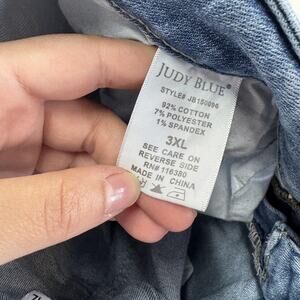 JUDY BLUE®
STYLE# JB150096
92% COTTON
7% POLYESTER
1% SPANDEX
3XL
SEE CARE ON
REVERSE SIDE
RN# 116380
MADE IN CHINA